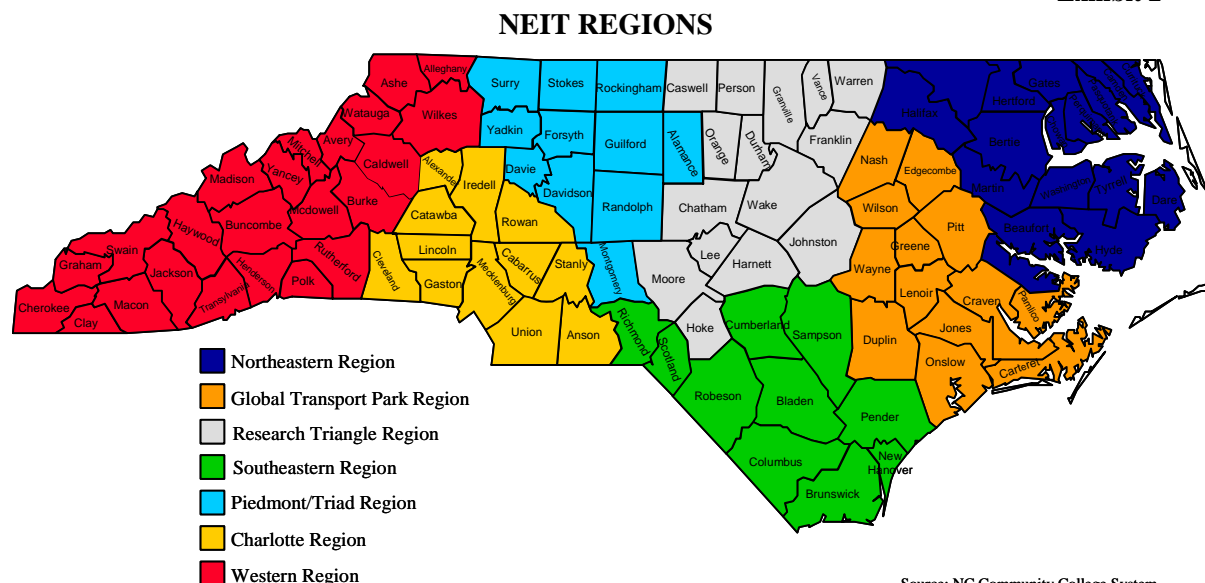 NEIT REGIONS
Ashe
Alleghany
Surry
Stokes
Rockingham
Caswell
Person
Granville
Vance
Warren
Halifax
Hertford
Gates
Watauga
Wilkes
Yadkin
Forsyth
Guilford
Alamance
Orange
Durham
Franklin
Bertie
Mitchell
Avery
Caldwell
Alexander
Iredell
Davie
Davidson
Nash
Edgecombe
Martin
Washington
Tyrrell
Dare
Madison
Yancey
McDowell
Burke
Catawba
Rowan
Randolph
Chatham
Wake
Wilson
Pitt
Beaufort
Hyde
Haywood
Buncombe
Rutherford
Lincoln
Johnston
Greene
Swain
Graham
Jackson
Henderson
Polk
Cleveland
Gaston
Mecklenburg
Cabarrus
Stanly
Montgomery
Moore
Lee
Harnett
Wayne
Lenoir
Craven
Pamlico
Cherokee
Macon
Clay
Transylvania
Union
Anson
Richmond
Scotland
Hoke
Cumberland
Sampson
Duplin
Jones
Onslow
Carteret
Robeson
Bladen
Pender
Columbus
New
Hanover
Brunswick
Northeastern Region
Global Transport Park Region
Research Triangle Region
Southeastern Region
Piedmont/Triad Region
Charlotte Region
Western Region
Source: NC Community College System